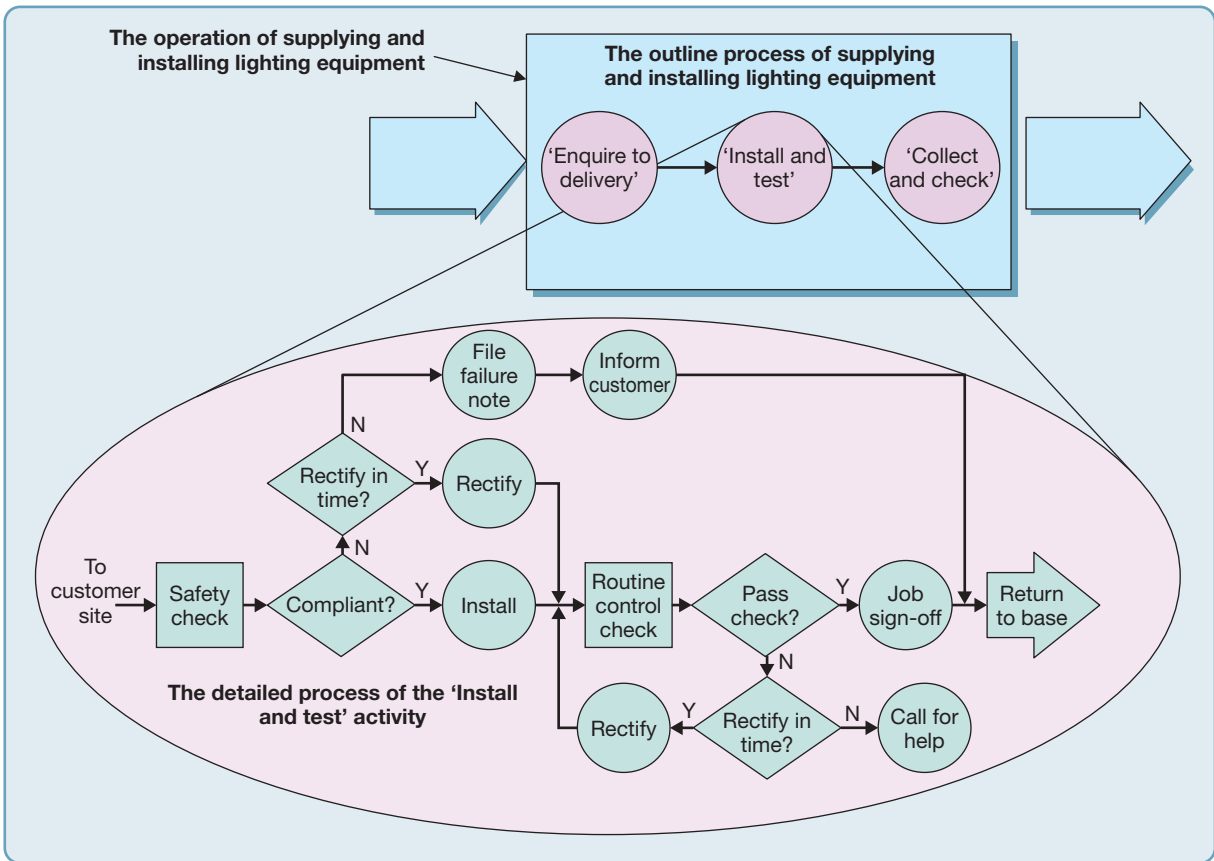 The operation of supplying and
installing lighting equipment
The outline process of supplying
and installing lighting equipment
‘Enquire to
delivery’
‘Install and
test’
‘Collect
and check’
File
failure
note
Inform
customer
N
Rectify in
time?
Y
Rectify
N
To
customer
site
Safety
check
Compliant?
Y
Install
Routine
control
check
Pass
check?
Y
Job
sign-off
Return
to base
N
The detailed process of the ‘Install
and test’ activity
Rectify
Y
Rectify in
time?
N
Call for
help